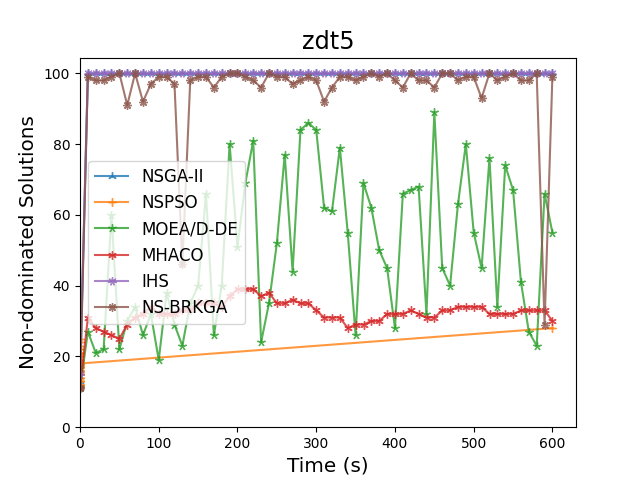 zdt5
Non-dominated Solutions
100
80
60
40
20
0
NSGA-II
NSPSO
MOEA/D-DE
MHACO
IHS
NS-BRKGA
0 100 200 300 400 500 600
Time (s)